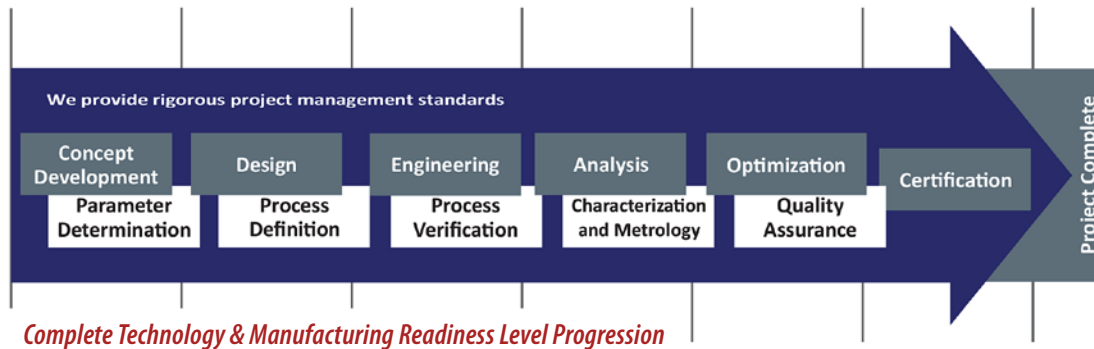 We provide rigorous project management standards
Concept
Development
Design
Engineering
Analysis
Optimization
Certification
Parameter
Determination
Process
Definition
Process
Verification
Characterization
and Metrology
Quality
Assurance
Project Complete
Complete Technology & Manufacturing Readiness Level Progression